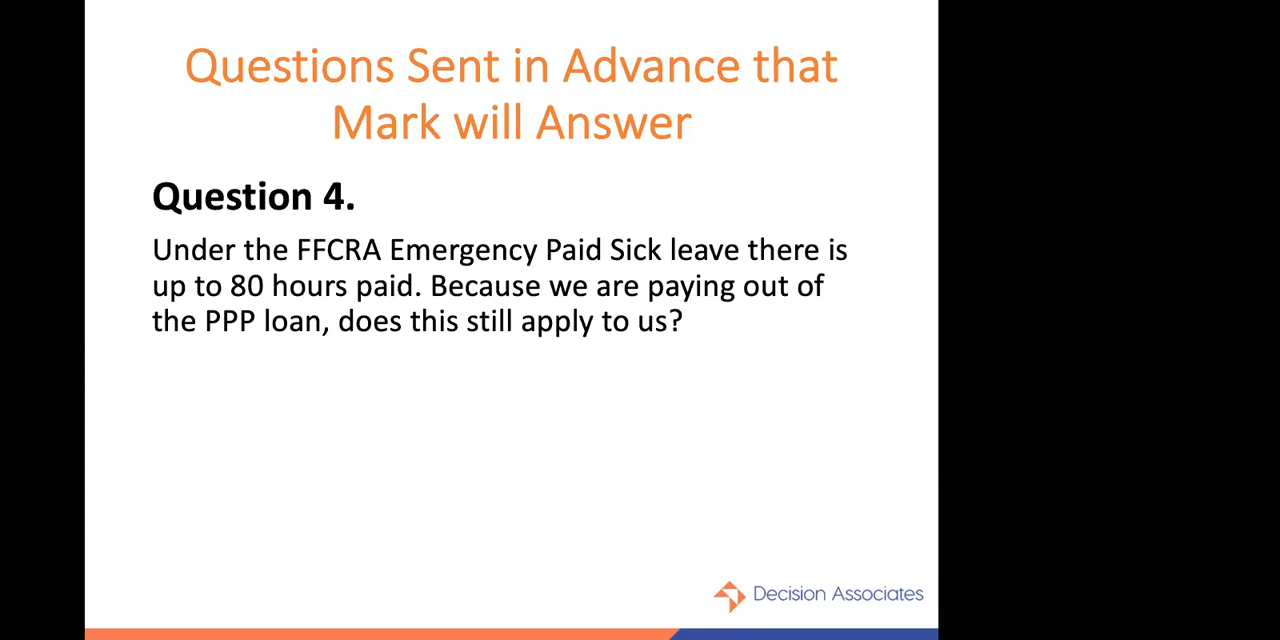 Questions Sent in Advance that
Mark will Answer
Question 4.
Under the FFCRA Emergency Paid Sick leave there is
up to 80 hours paid. Because we are paying out of
the PPP loan, does this still apply to us?
Decision Associates